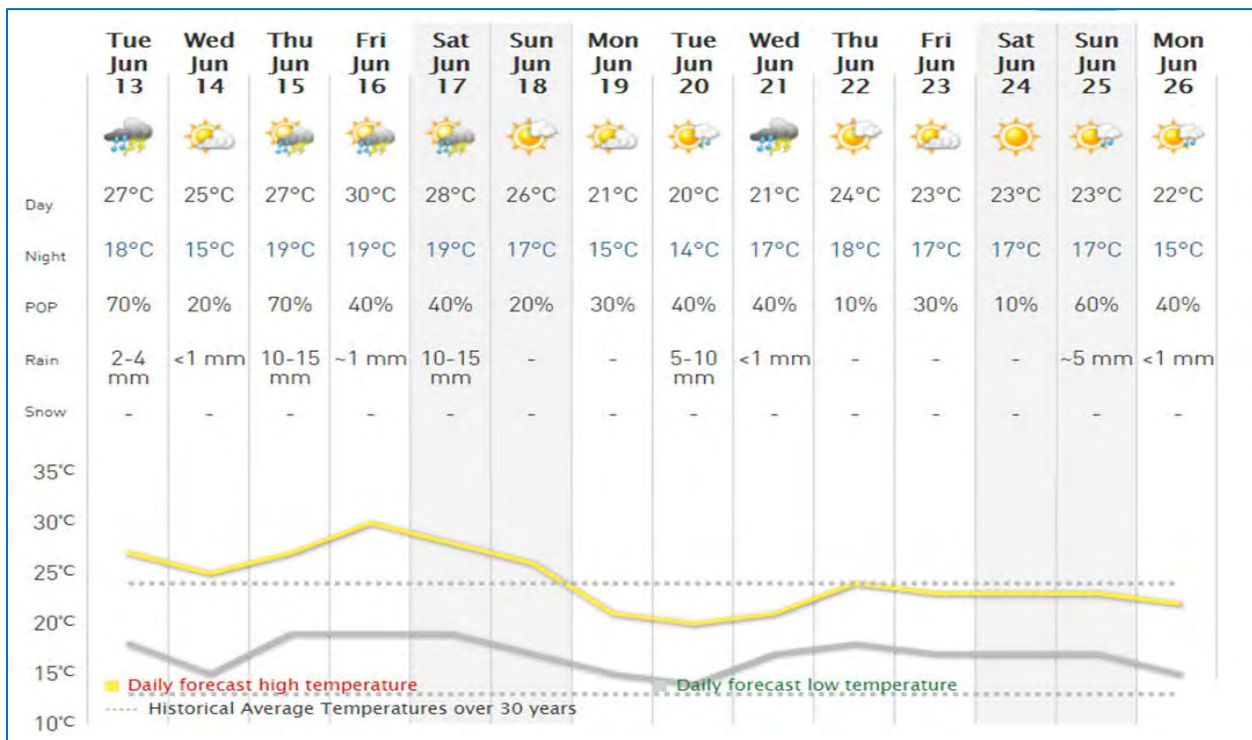 Tue Wed Thu Fri Sat Sun Mon Tue Wed Thu Fri Sat Sun Mon
Jun Jun Jun Jun Jun Jun Jun Jun Jun Jun Jun Jun Jun Jun
13 14 15 16 17 18 19 20 21 22 23 24 25 26
Day 27°C 25°C 27°C 30°C 28°C 26°C 21°C 20°C 21°C 24°C 23°C 23°C 23°C 22°C
Night 18°C 15°C 19°C 19°C 19°C 17°C 15°C 14°C 17°C 18°C 17°C 17°C 17°C 15°C
POP 70% 20% 70% 40% 40% 20% 30% 40% 40% 10% 30% 10% 60% 40%
Rain 2-4 <1 mm 10-15 ~1 mm 10-15 - - 5-10 <1 mm - - - ~5 mm <1 mm
mm mm mm mm
Snow - - - - - - - - - - - - - -
35°C
30°C
25°C
20°C
15°C
Daily forecast high temperature Daily forecast low temperature
Historical Average Temperatures over 30 years
10°C